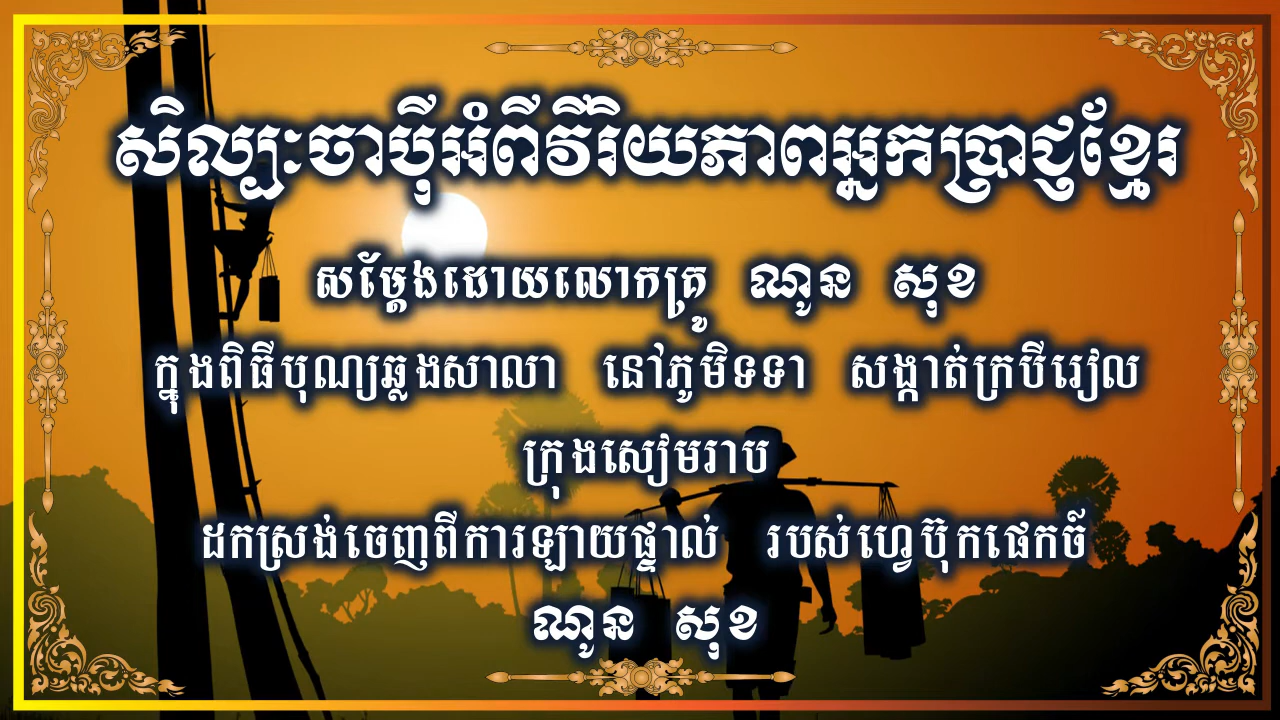 សិល្បៈចាប៉ីអំពីវីរិយភាពអ្នកប្រាជ្ញខ្មែរ
សម្ដែងដោយលោកគ្រូ ណូន សុខ
ក្នុងពិធីបុណ្យឆ្លងសាលា នៅភូមិទទា សង្កាត់ក្របីរៀល
ក្រុងសៀមរាប
ដកស្រង់ចេញពីការឡាយផ្ទាល់ របស់ហ្វេប៊ុកផេកច័
ណូន សុខ